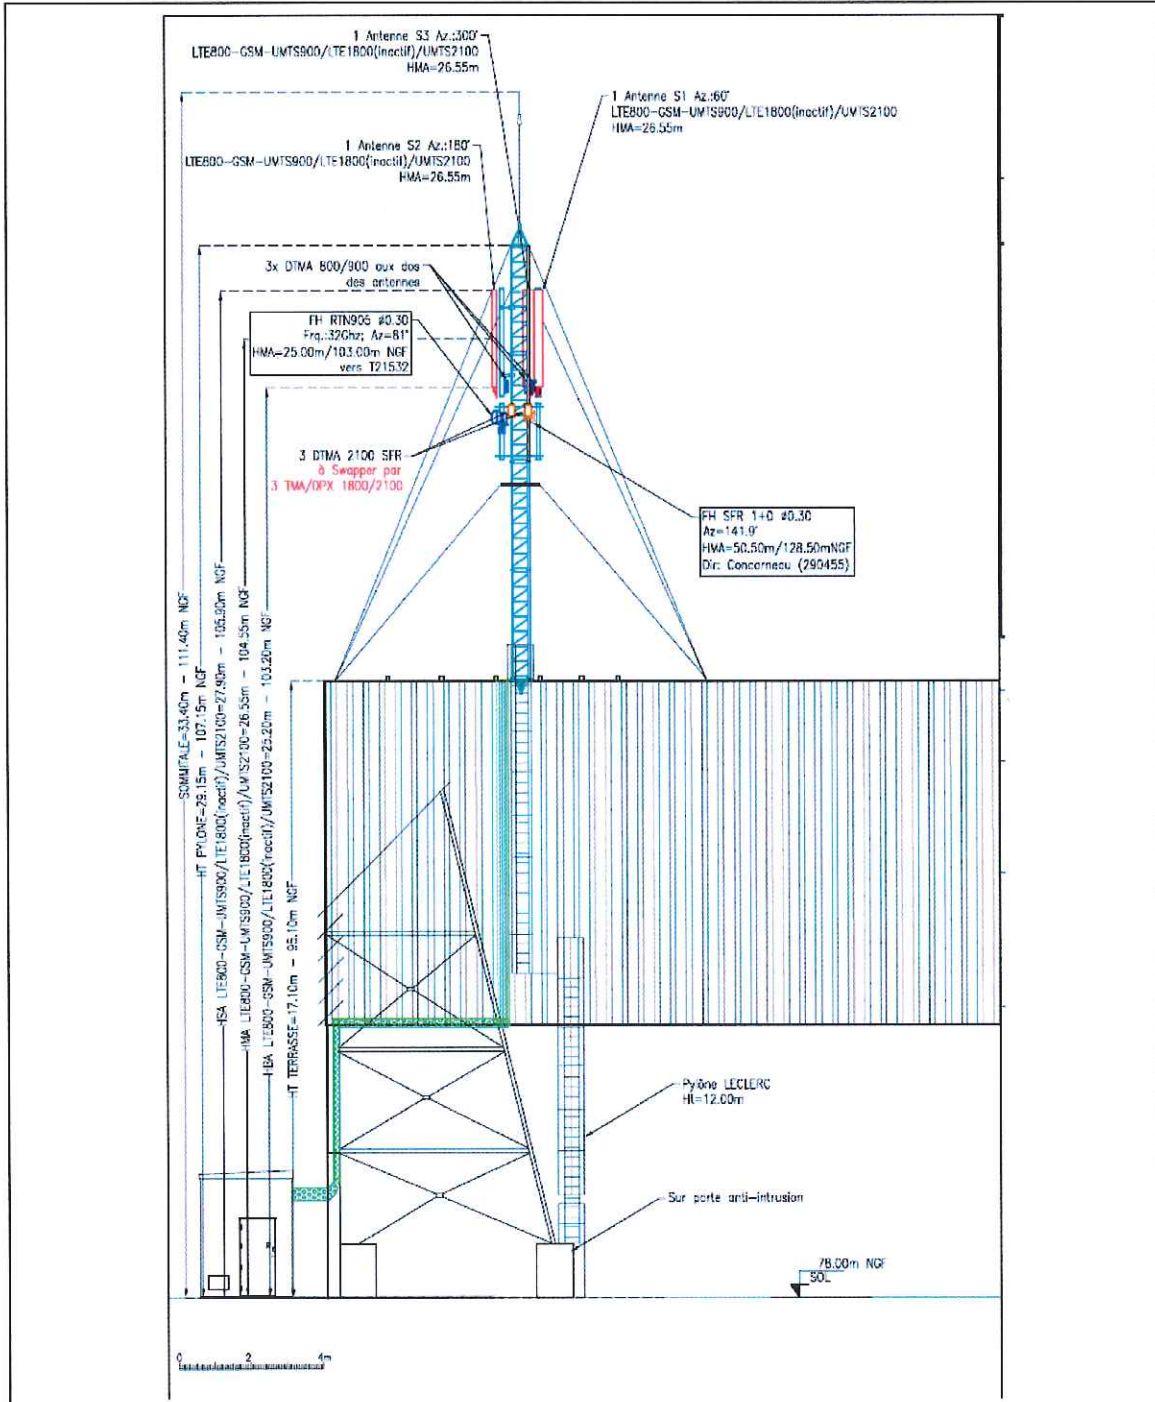 1 Antenne S3 Az.:300°
LTE800-GSM-UMTS900/LTE1800(inactif)/UMTS2100
HMA=26.55m
1 Antenne S1 Az.:60°
LTE800-GSM-UMTS900/LTE1800(inactif)/UMTS2100
HMA=26.55m
1 Antenne S2 Az.:180°
LTE800-GSM-UMTS900/LTE1800(inactif)/UMTS2100
HMA=26.55m
3x DTMA 800/900 aux dos
des antennes
FH RTN905 ø0.30
Frq.:32Ghz; Az=81°
HMA=25.00m/103.00m NGF
vers T21532
3 DTMA 2100 SFR
à Swapper par
3 TMA/DPX 1800/2100
FH SFR 1+0 ø0.30
Az=141.9°
HMA=50.50m/128.50mNGF
Dir: Concarneau (290455)
SOMMITALE=33.40m - 111.40m NGF
HT PYLONE=29.15m - 107.15m NGF
HSA LTE800-GSM-UMTS900/LTE1800(inactif)/UMTS2100=27.90m - 105.90m NGF
HMA LTE800-GSM-UMTS900/LTE1800(inactif)/UMTS2100=26.55m - 104.55m NGF
HBA LTE800-GSM-UMTS900/LTE1800(inactif)/UMTS2100=25.20m - 103.20m NGF
HT TERRASSE=17.10m - 95.10m NGF
Pylône LECLERC
Ht=12.00m
Sur porte anti-intrusion
78.00m NGF
SOL
0 2 4m